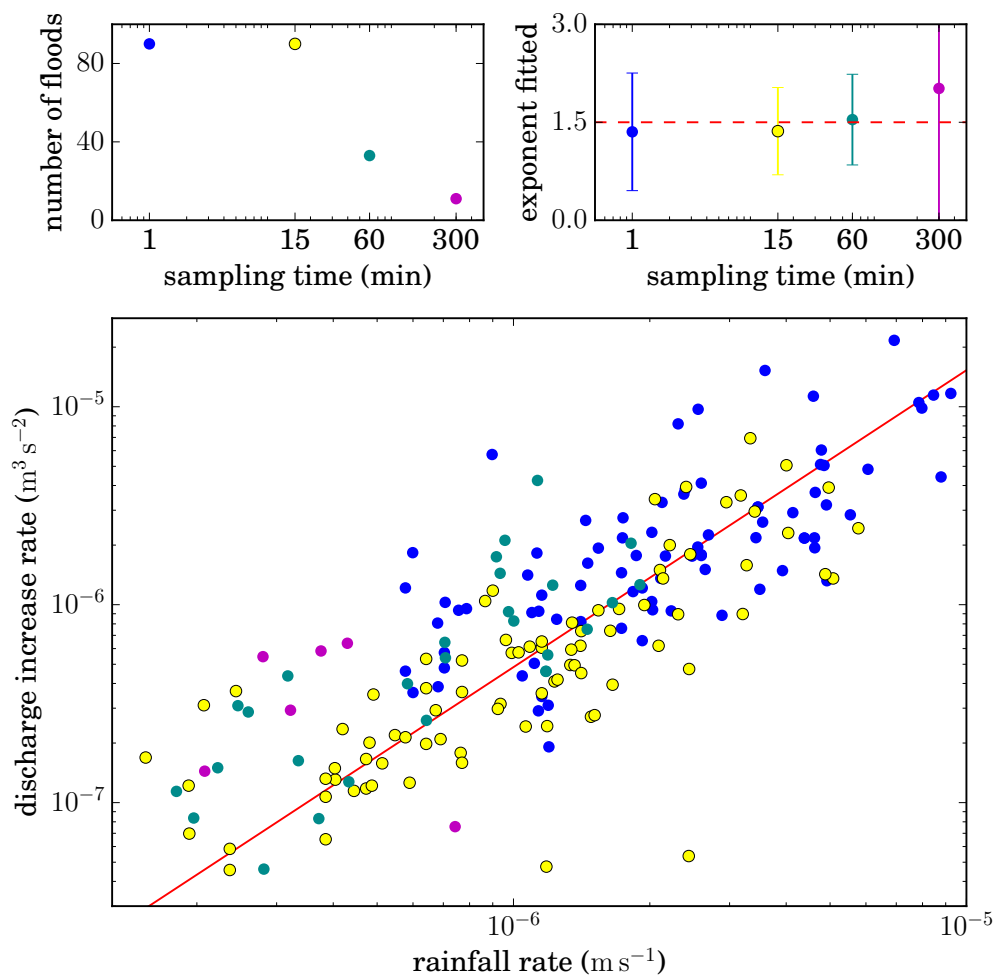 number of floods
80
40
0
1 15 60 300
sampling time (min)
exponent fitted
3.0
1.5
0.0
1 15 60 300
sampling time (min)
discharge increase rate (m³ s⁻²)
10⁻⁵
10⁻⁶
10⁻⁷
10⁻⁶ 10⁻⁵
rainfall rate (m s⁻¹)